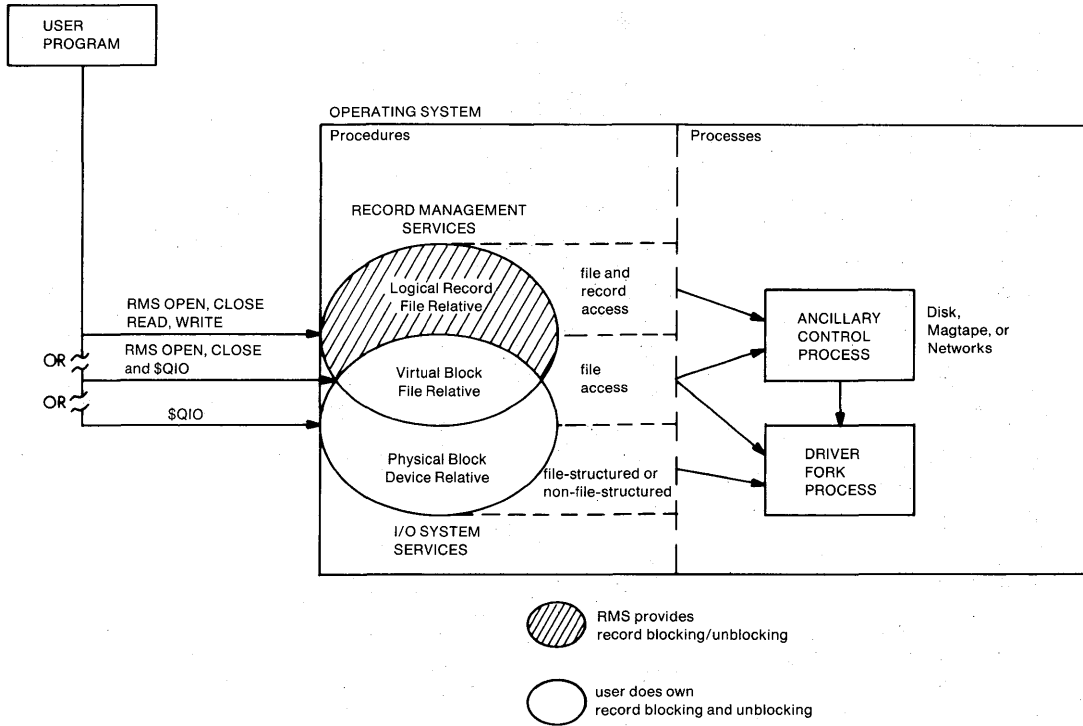 USER
PROGRAM
OPERATING SYSTEM
Procedures
Processes
RECORD MANAGEMENT
SERVICES
Logical Record
File Relative
file and
record
access
RMS OPEN, CLOSE
READ, WRITE
ANCILLARY
CONTROL
PROCESS
Disk,
Magtape, or
Networks
OR
RMS OPEN, CLOSE
and $QIO
Virtual Block
File Relative
file
access
OR
$QIO
Physical Block
Device Relative
file-structured or
non-file-structured
DRIVER
FORK
PROCESS
I/O SYSTEM
SERVICES
RMS provides
record blocking/unblocking
user does own
record blocking and unblocking